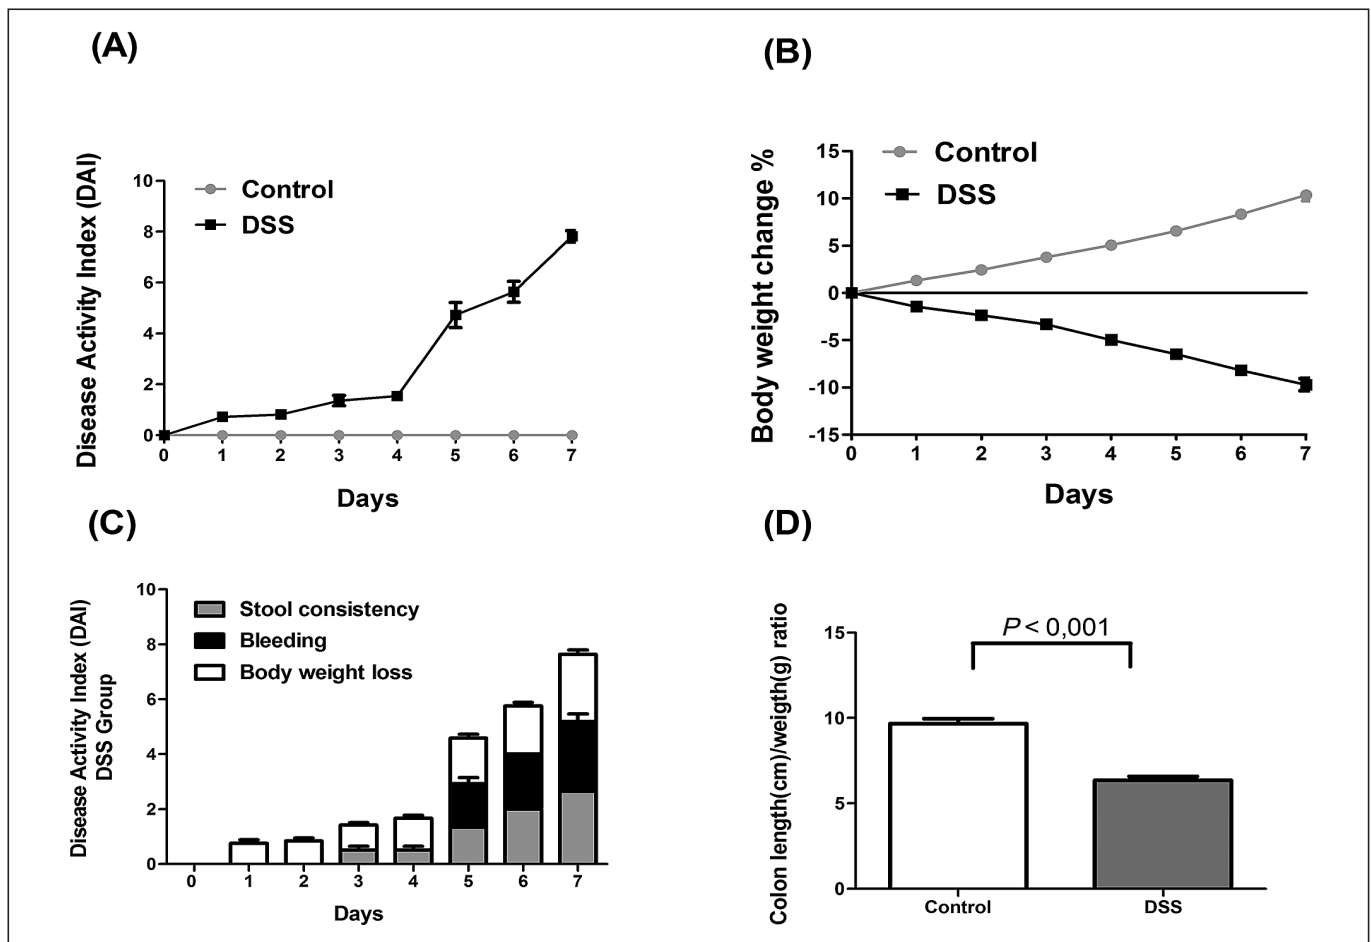 (A)
Disease Activity Index (DAI)
10
8
6
4
2
0
Control
DSS
0 1 2 3 4 5 6 7
Days
(B)
Body weight change %
15
10
5
0
-5
-10
-15
Control
DSS
0 1 2 3 4 5 6 7
Days
(C)
Disease Activity Index (DAI)
DSS Group
10
8
6
4
2
0
Stool consistency
Bleeding
Body weight loss
0 1 2 3 4 5 6 7
Days
(D)
Colon length(cm)/weigth(g) ratio
15
10
5
0
P < 0,001
Control DSS